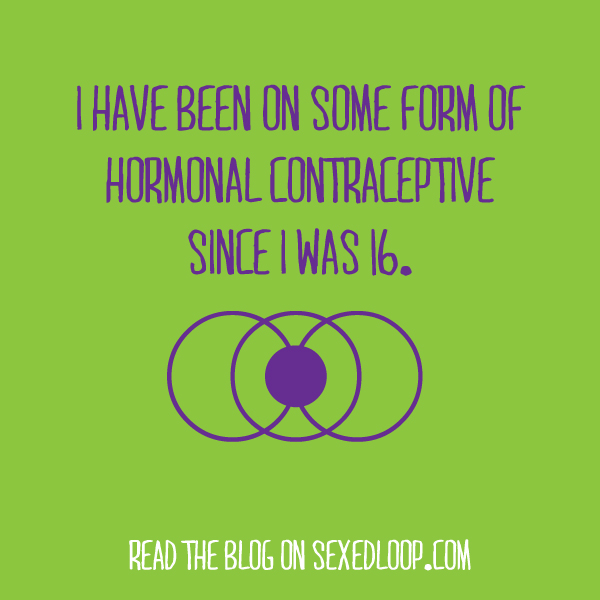 I HAVE BEEN ON SOME FORM OF
HORMONAL CONTRACEPTIVE
SINCE I WAS 16.
READ THE BLOG ON SEXEDLOOP.COM